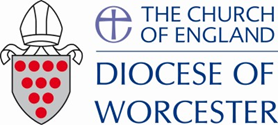 THE CHURCH
OF ENGLAND
DIOCESE OF
WORCESTER